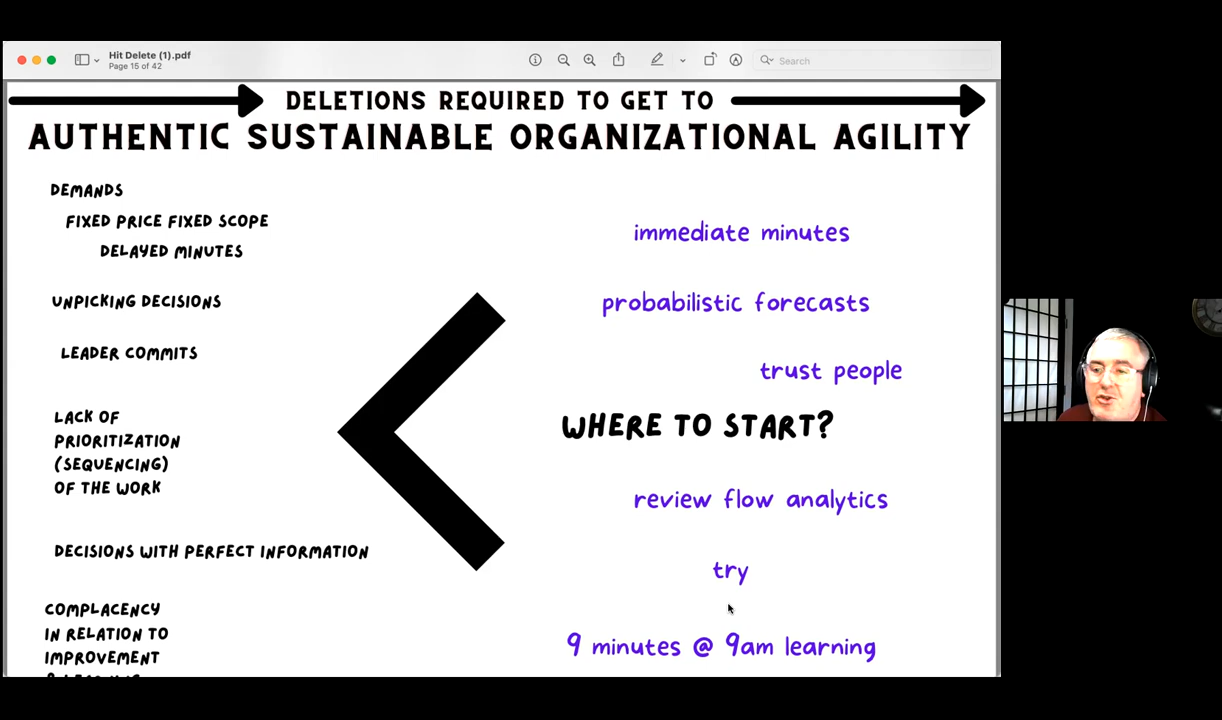 Hit Delete (1).pdf
Page 15 of 42
Search
DELETIONS REQUIRED TO GET TO
AUTHENTIC SUSTAINABLE ORGANIZATIONAL AGILITY
DEMANDS
FIXED PRICE FIXED SCOPE
DELAYED MINUTES
UNPICKING DECISIONS
LEADER COMMITS
LACK OF
PRIORITIZATION
(SEQUENCING)
OF THE WORK
DECISIONS WITH PERFECT INFORMATION
COMPLACENCY
IN RELATION TO
IMPROVEMENT
immediate minutes
probabilistic forecasts
trust people
WHERE TO START?
review flow analytics
try
9 minutes @ 9am learning